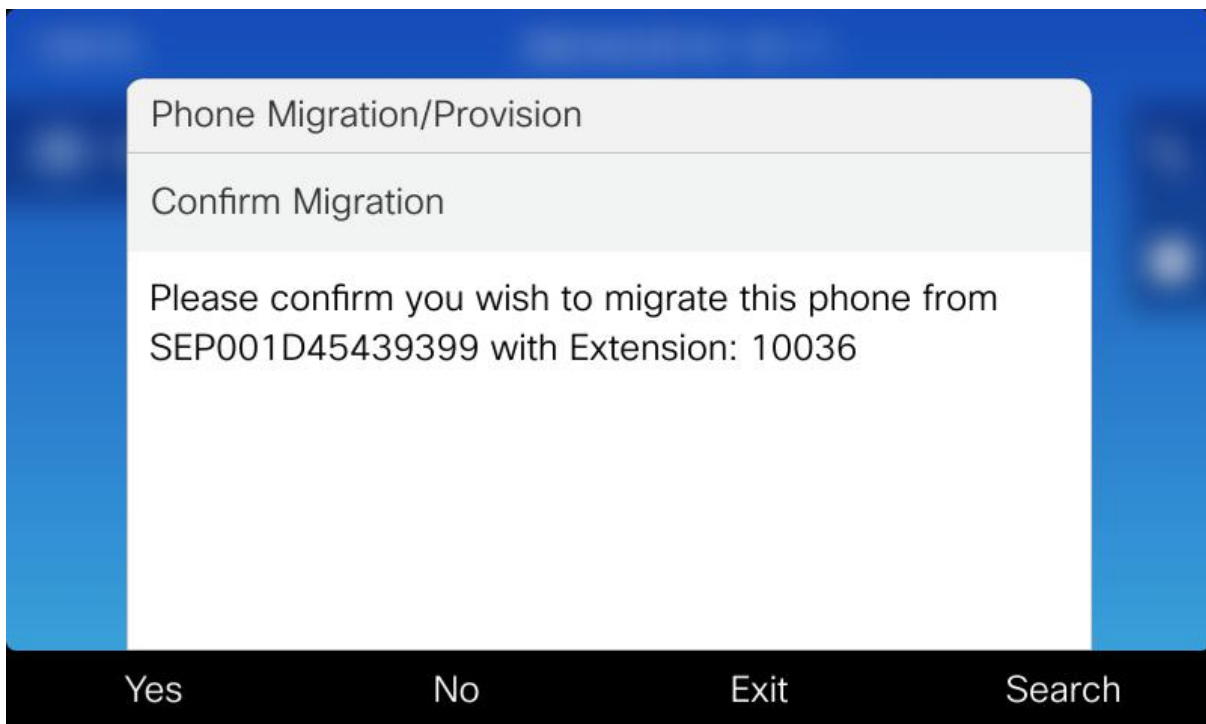 Phone Migration/Provision
Confirm Migration
Please confirm you wish to migrate this phone from
SEP001D45439399 with Extension: 10036
Yes No Exit Search